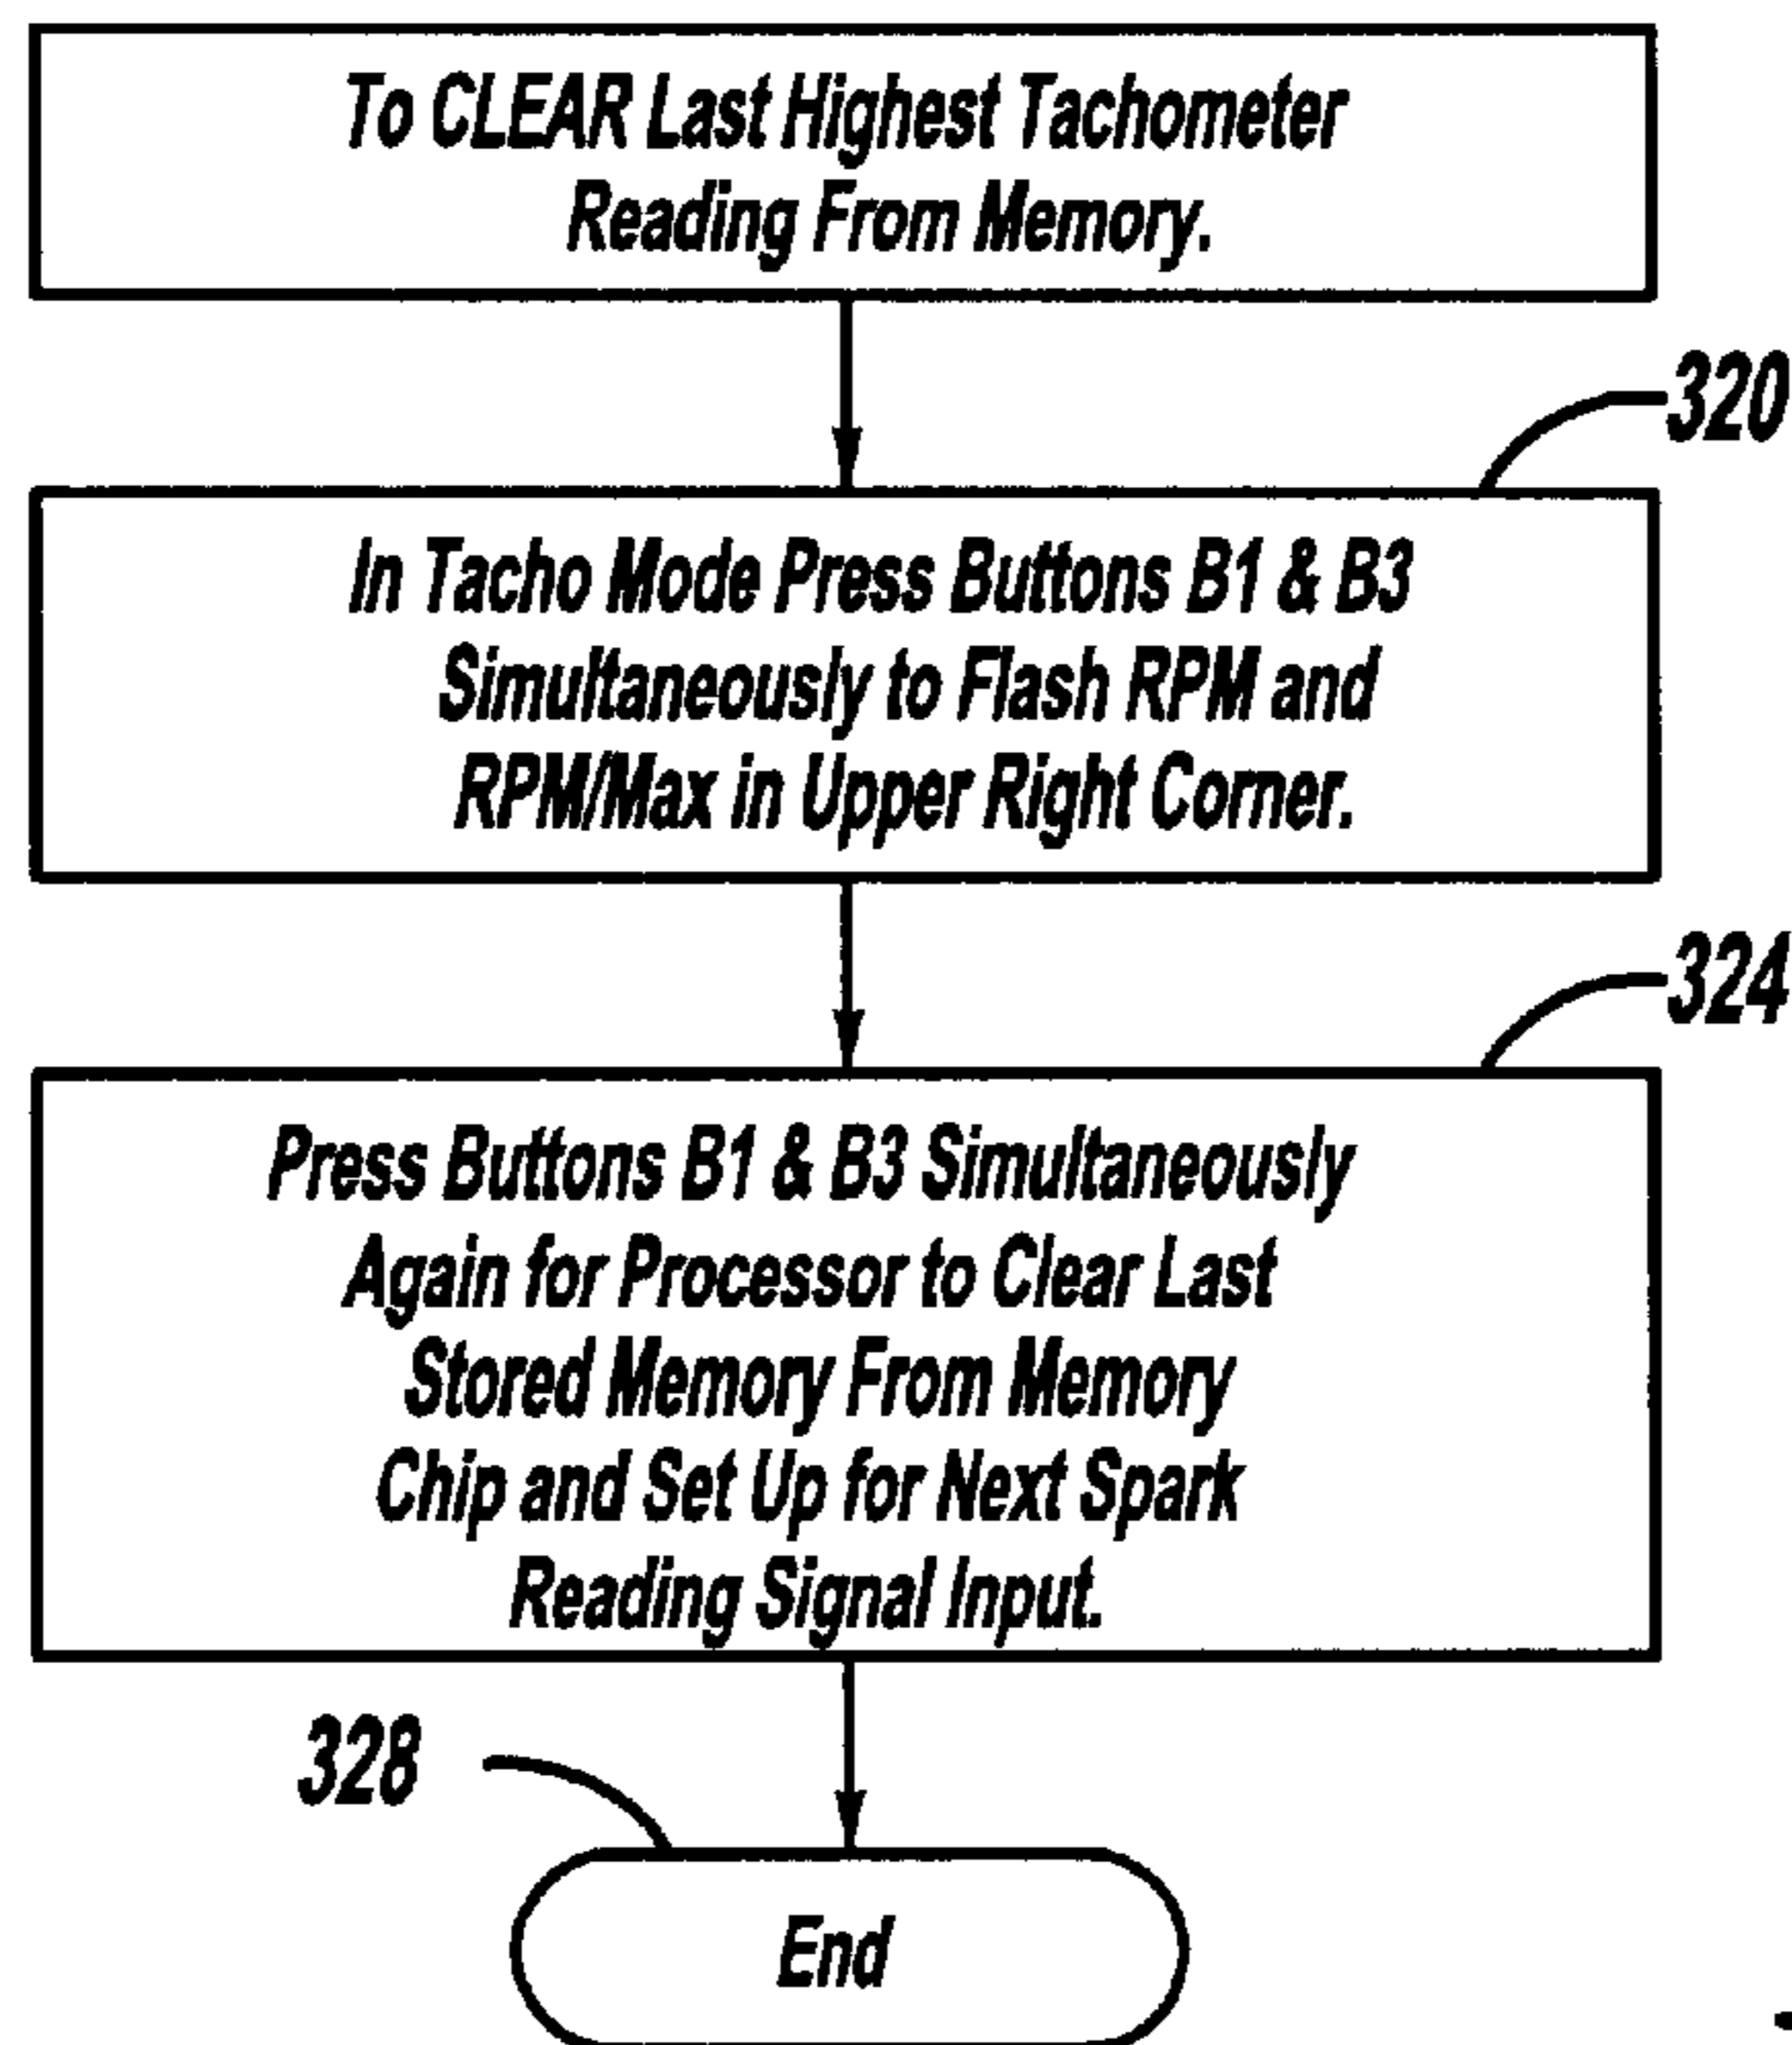 To CLEAR Last Highest Tachometer
Reading From Memory.
320
In Tacho Mode Press Buttons B1 & B3
Simultaneously to Flash RPM and
RPM/Max in Upper Right Corner.
324
Press Buttons B1 & B3 Simultaneously
Again for Processor to Clear Last
Stored Memory From Memory
Chip and Set Up for Next Spark
Reading Signal Input.
328
End